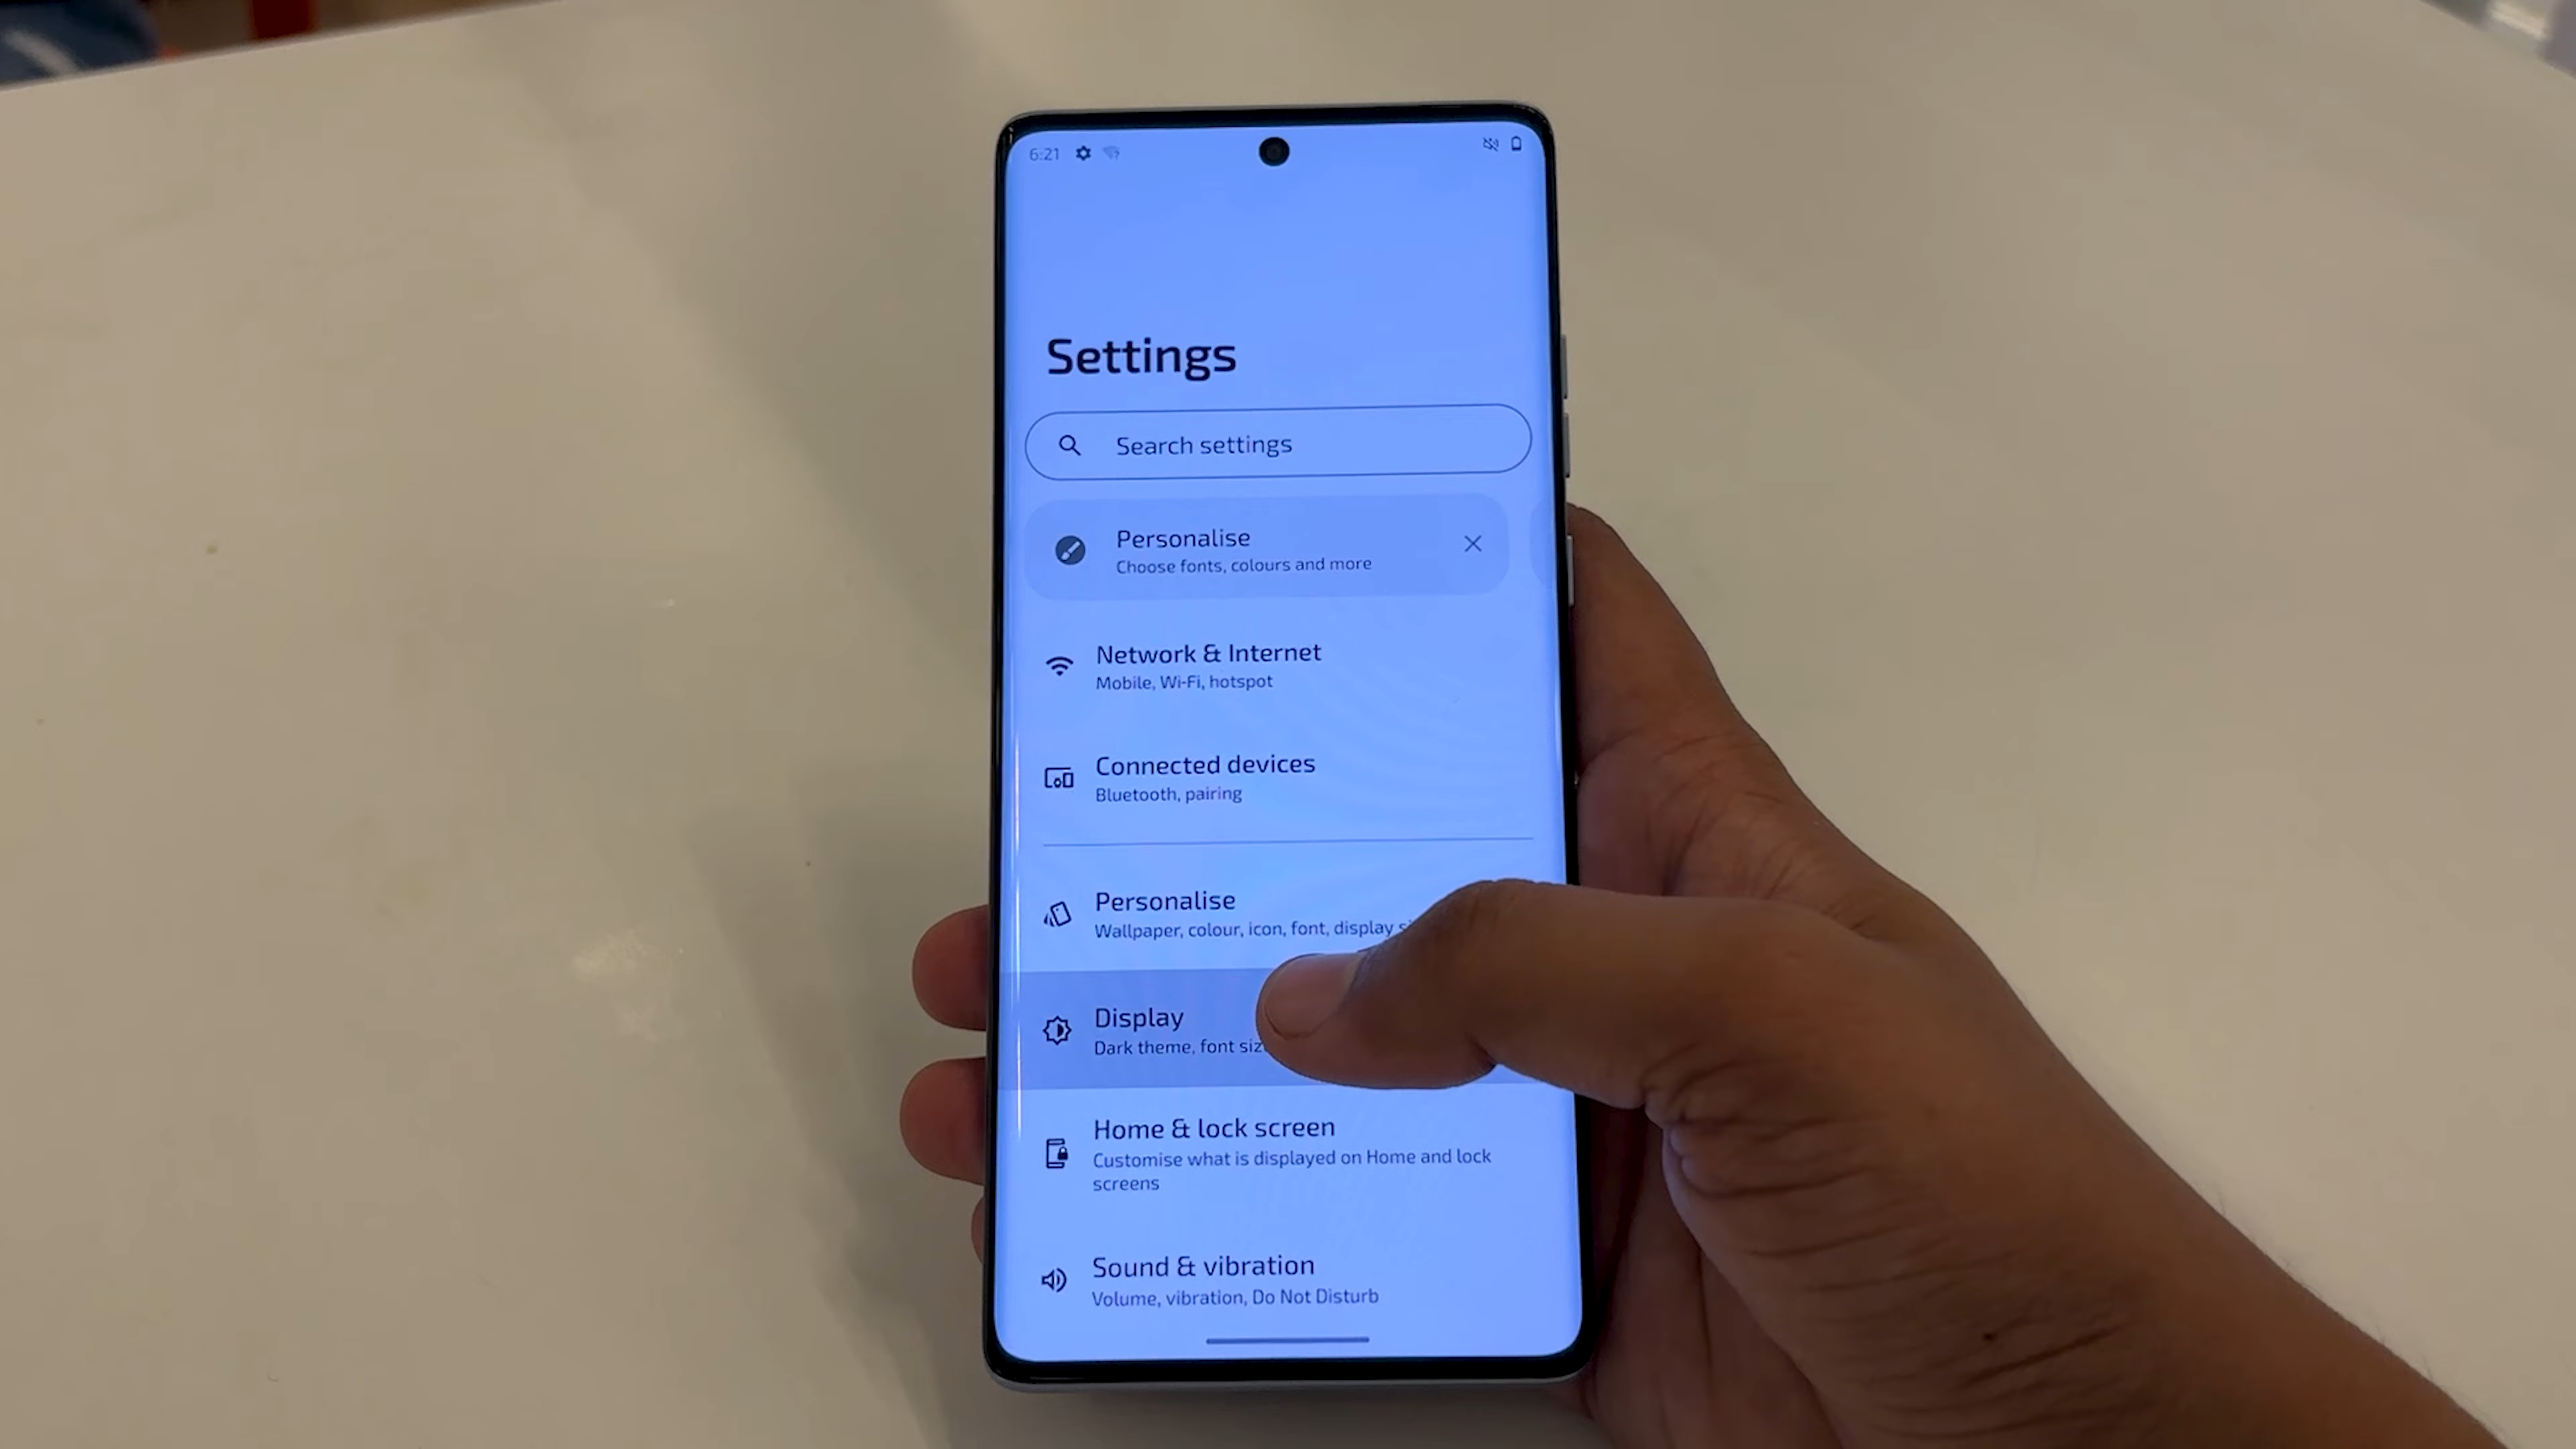 6:21
Settings
Search settings
Personalise
Choose fonts, colours and more
Network & Internet
Mobile, Wi-Fi, hotspot
Connected devices
Bluetooth, pairing
Personalise
Wallpaper, colour, icon, font, display
Display
Dark theme, font
Home & lock screen
Customise what is displayed on Home and lock
screens
Sound & vibration
Volume, vibration, Do Not Disturb